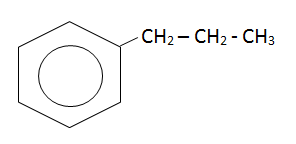 CH₂ – CH₂ - CH₃